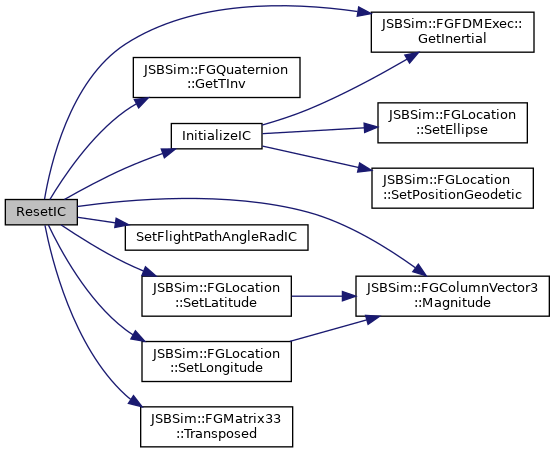 ResetIC
JSBSim::FGFDMExec::
GetInertial
JSBSim::FGQuaternion
::GetTInv
InitializeIC
JSBSim::FGLocation
::SetEllipse
JSBSim::FGLocation
::SetPositionGeodetic
SetFlightPathAngleRadIC
JSBSim::FGLocation
::SetLatitude
JSBSim::FGColumnVector3
::Magnitude
JSBSim::FGLocation
::SetLongitude
JSBSim::FGMatrix33
::Transposed